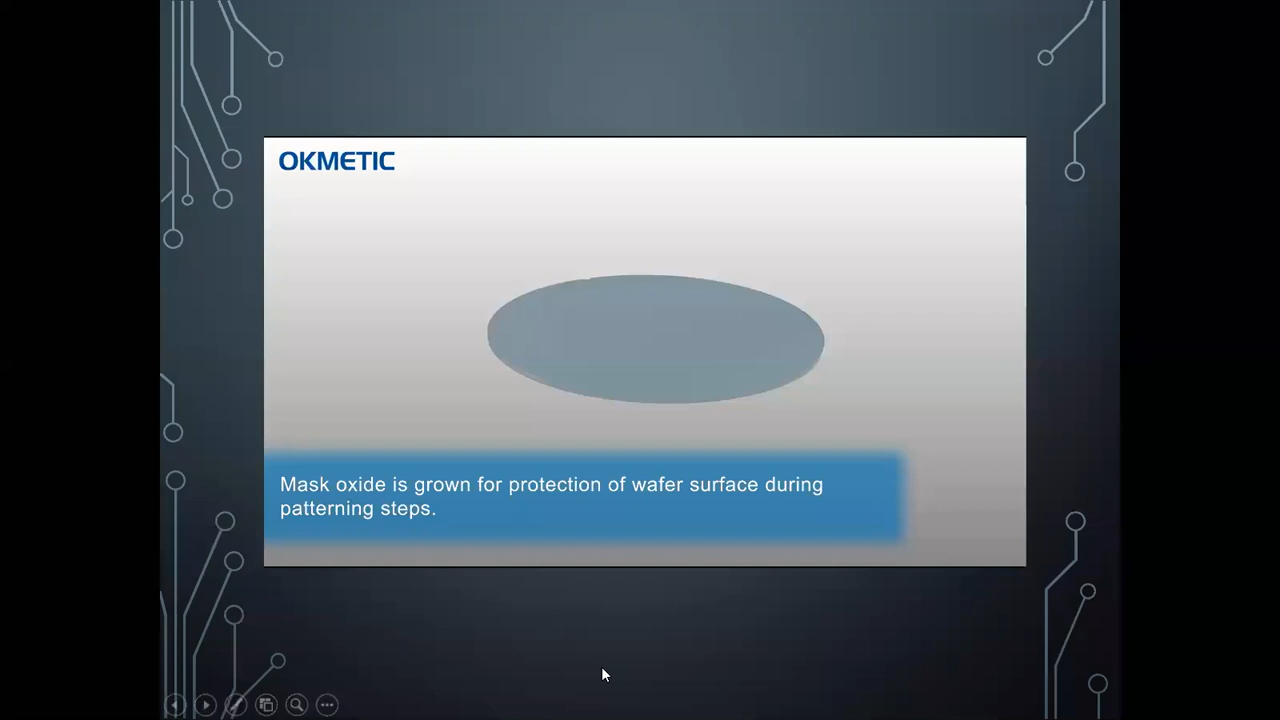 OKMETIC
Mask oxide is grown for protection of wafer surface during
patterning steps.